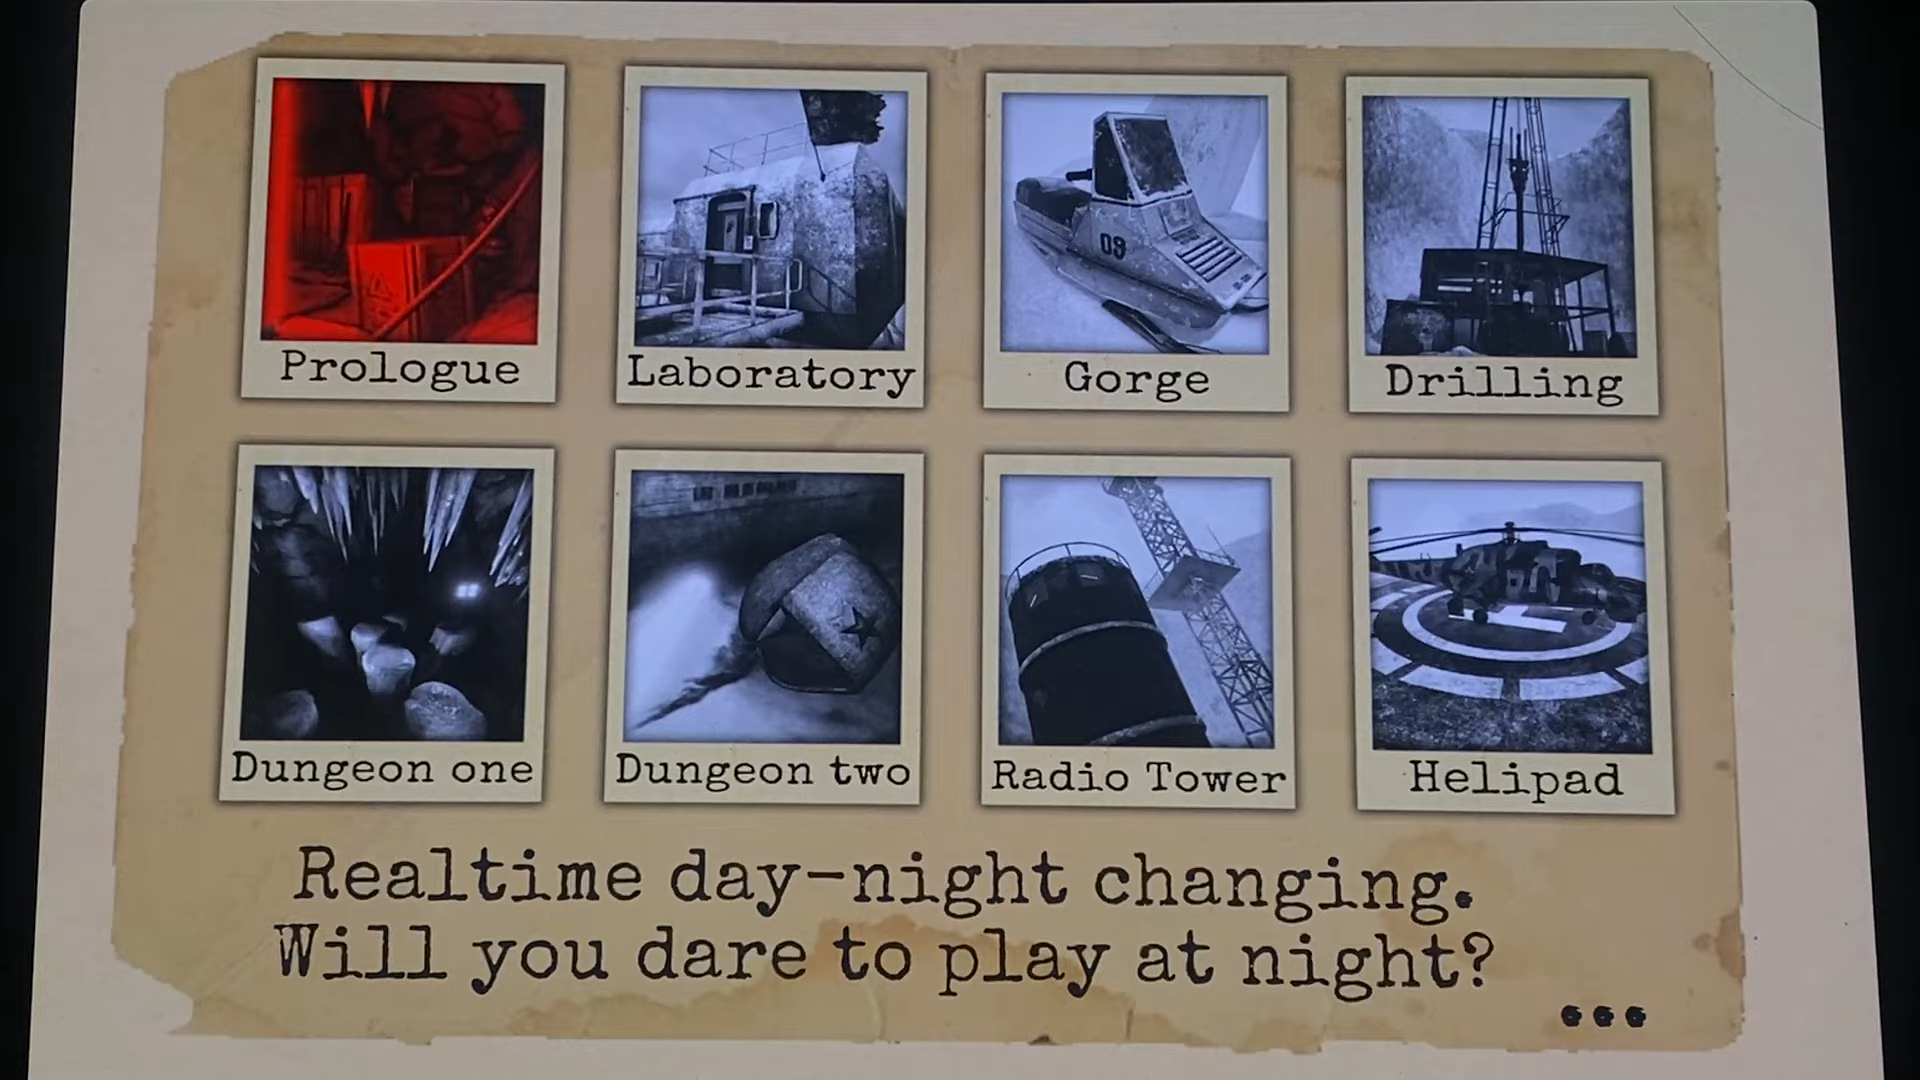 Prologue
Laboratory
09
Gorge
Drilling
Dungeon one
Dungeon two
Radio Tower
H
Helipad
Realtime day-night changing.
Will you dare to play at night?
...